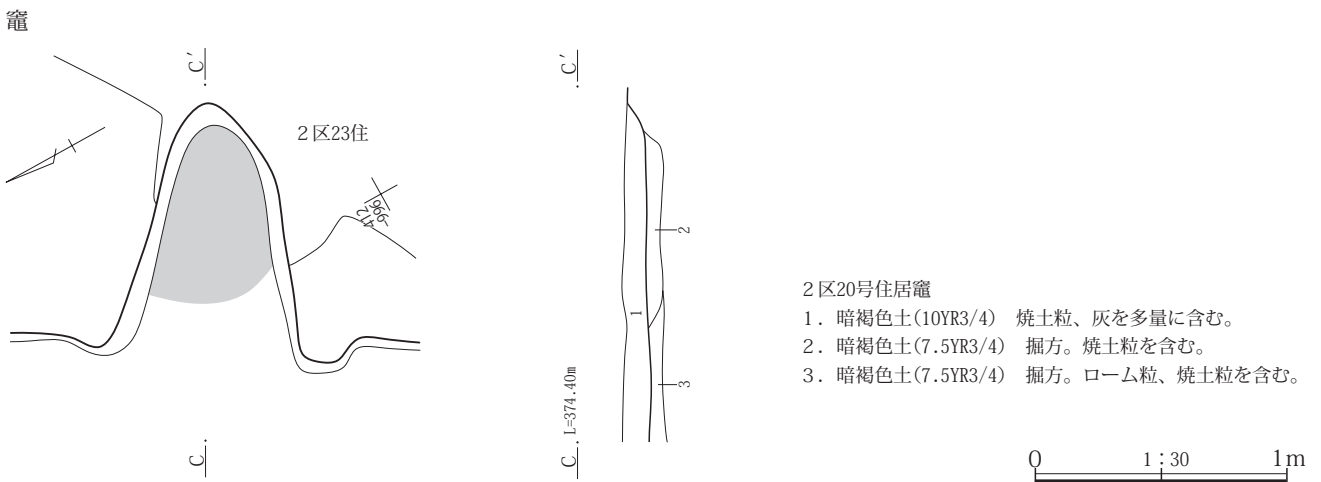 竈
C′
C′
2区23住
412
-996
2
1
3
L=374.40m
C
C
2区20号住居竈
1．暗褐色土(10YR3/4)　焼土粒、灰を多量に含む。
2．暗褐色土(7.5YR3/4)　掘方。焼土粒を含む。
3．暗褐色土(7.5YR3/4)　掘方。ローム粒、焼土粒を含む。
0　1：30　1m